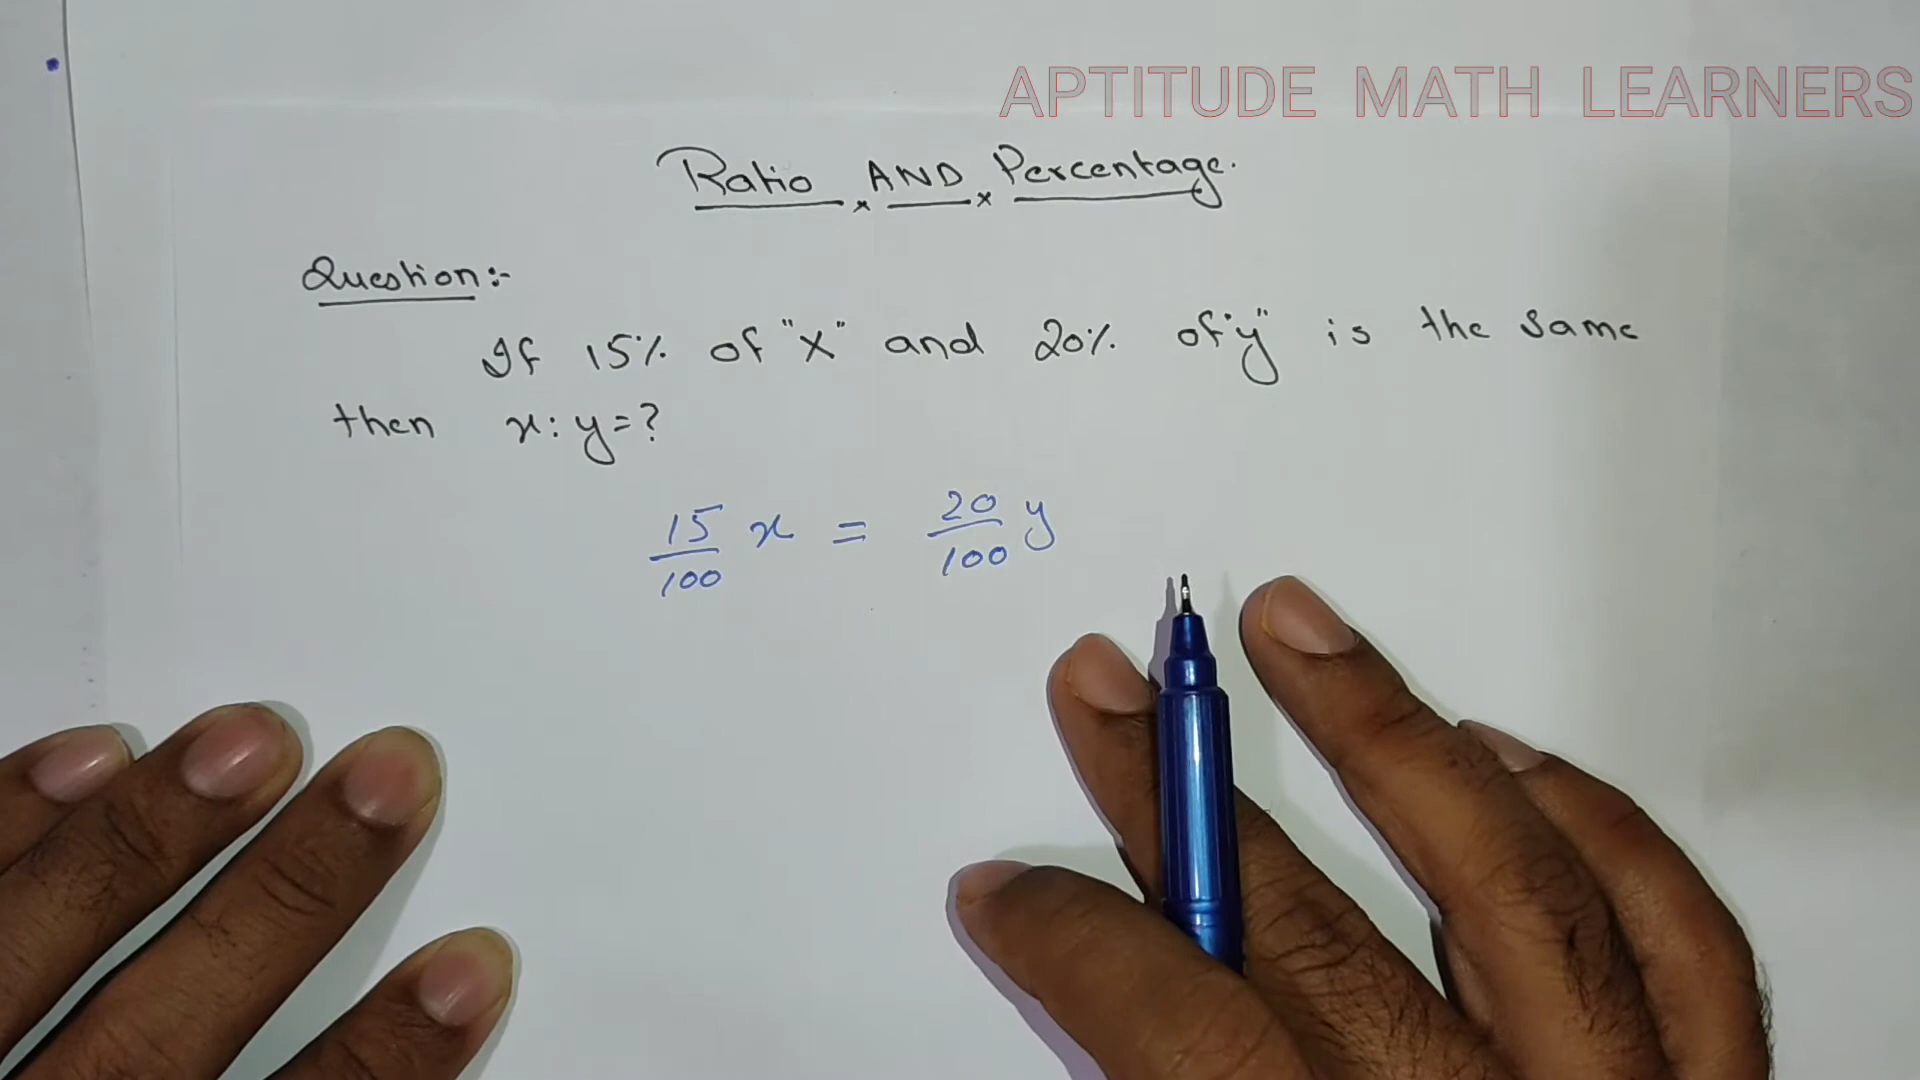 APTITUDE MATH LEARNERS
Ratio AND Percentage.
Question:-
If 15% of "X" and 20% of "y" is the same
then x:y=?
15/100 x = 20/100 y